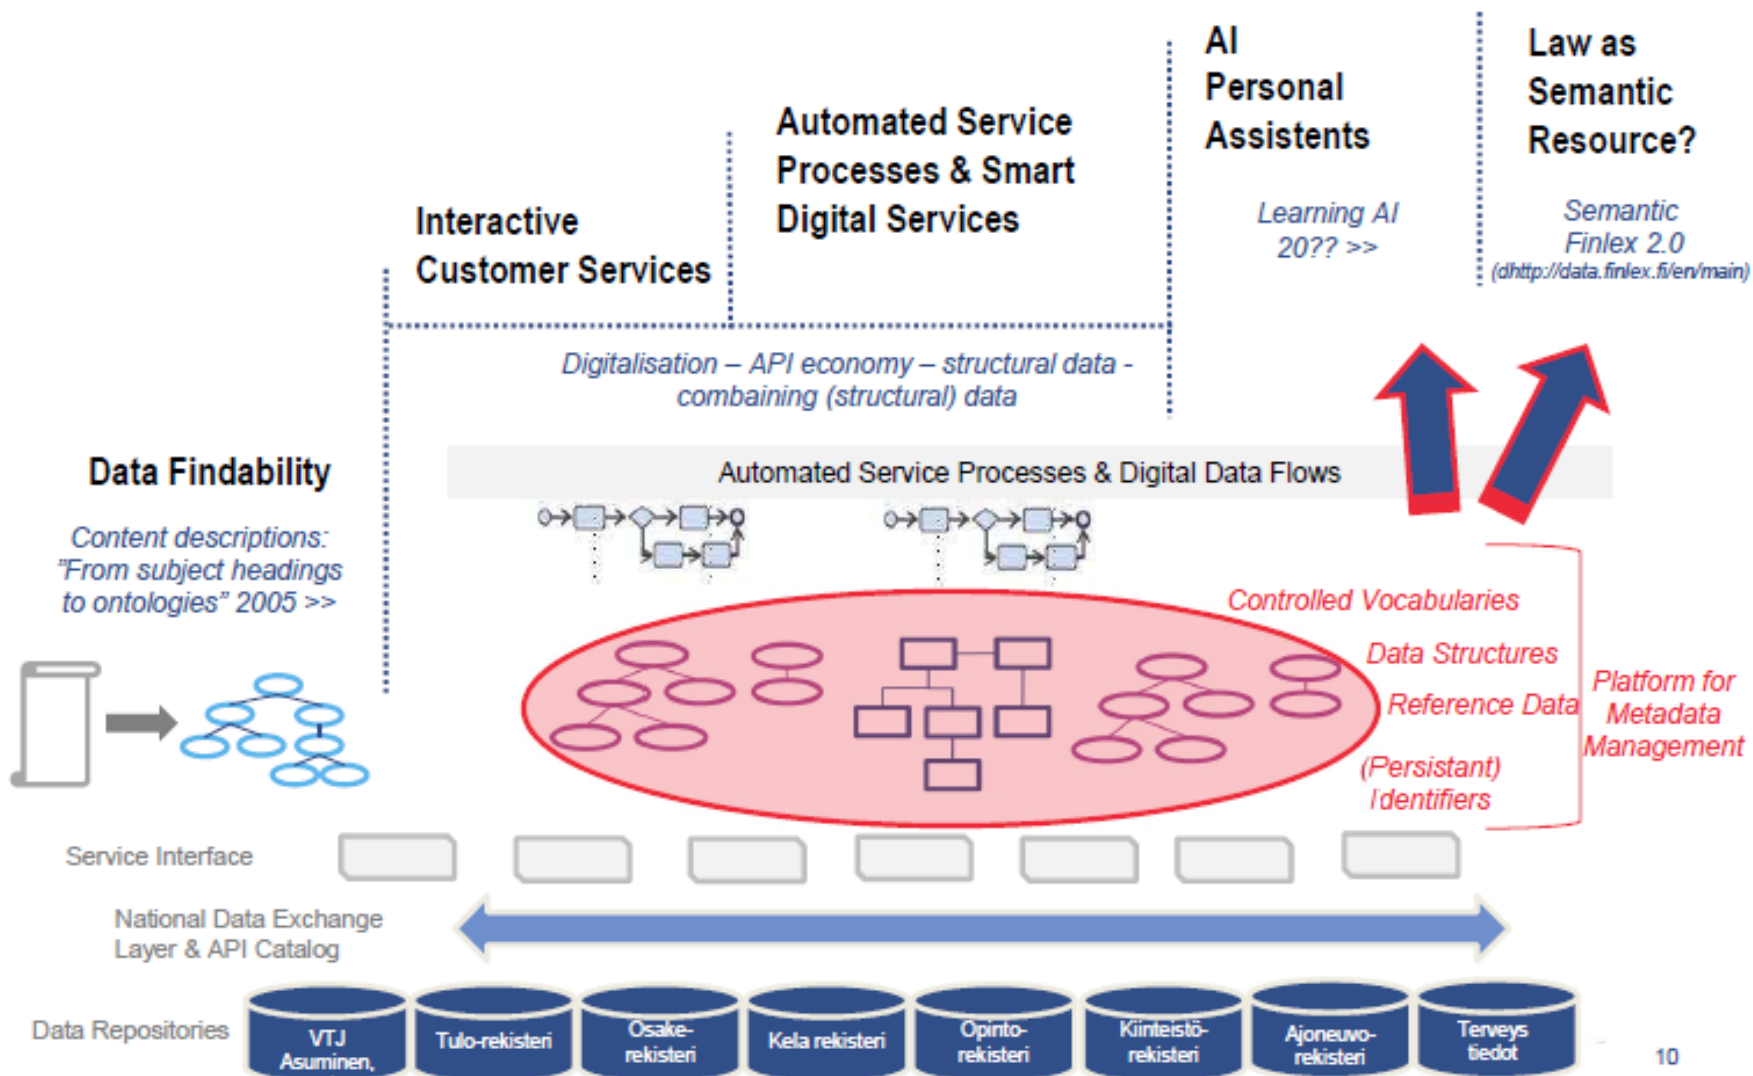 AI
Personal
Assistents
Law as
Semantic
Resource?
Automated Service
Processes & Smart
Digital Services
Interactive
Customer Services
Learning AI
20?? >>
Semantic
Finlex 2.0
(dhttp://data.finlex.fi/en/main)
Digitalisation – API economy – structural data -
combaining (structural) data
Data Findability
Automated Service Processes & Digital Data Flows
Content descriptions:
"From subject headings
to ontologies" 2005 >>
Controlled Vocabularies
Data Structures
Reference Data
(Persistant)
Identifiers
Platform for
Metadata
Management
Service Interface
National Data Exchange
Layer & API Catalog
Data Repositories
VTJ
Asuminen,
Tulo-rekisteri
Osake-
rekisteri
Kela rekisteri
Opinto-
rekisteri
Kiinteistö-
rekisteri
Ajoneuvo-
rekisteri
Terveys
tiedot
10